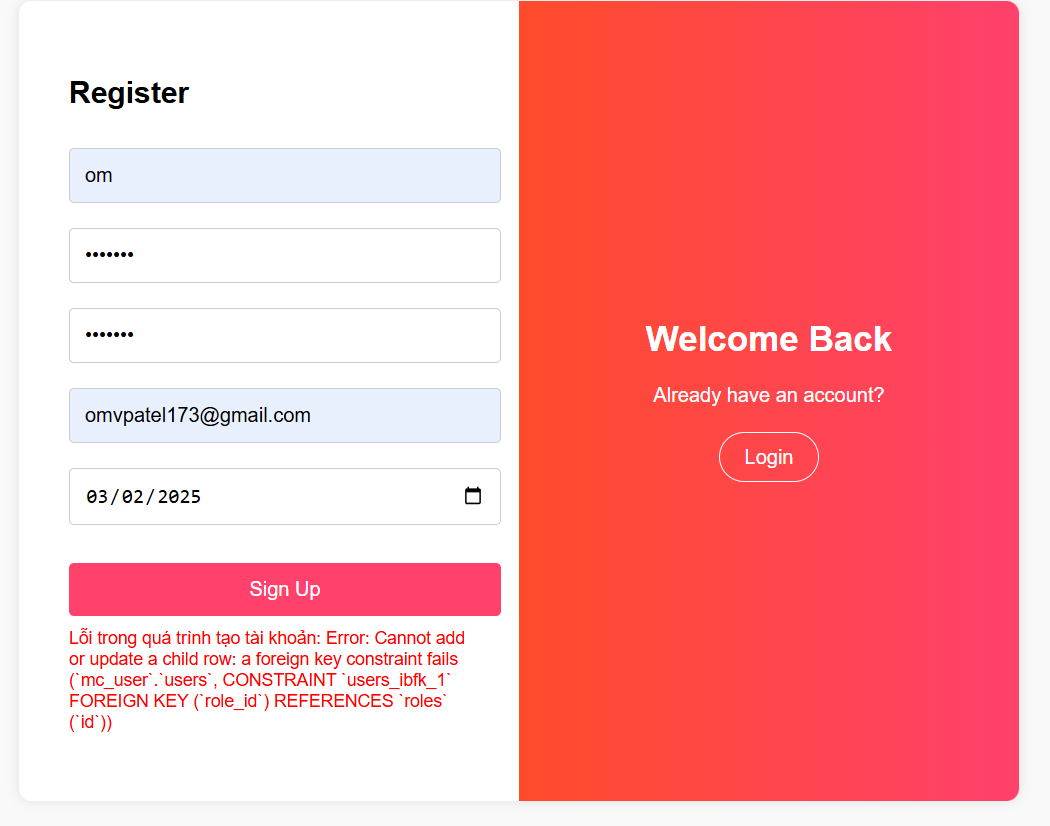 Register
om
•••••••
•••••••
omvpatel173@gmail.com
03/02/2025
Sign Up
Lỗi trong quá trình tạo tài khoản: Error: Cannot add
or update a child row: a foreign key constraint fails
(`mc_user`.`users`, CONSTRAINT `users_ibfk_1`
FOREIGN KEY (`role_id`) REFERENCES `roles`
(`id`))
Welcome Back
Already have an account?
Login